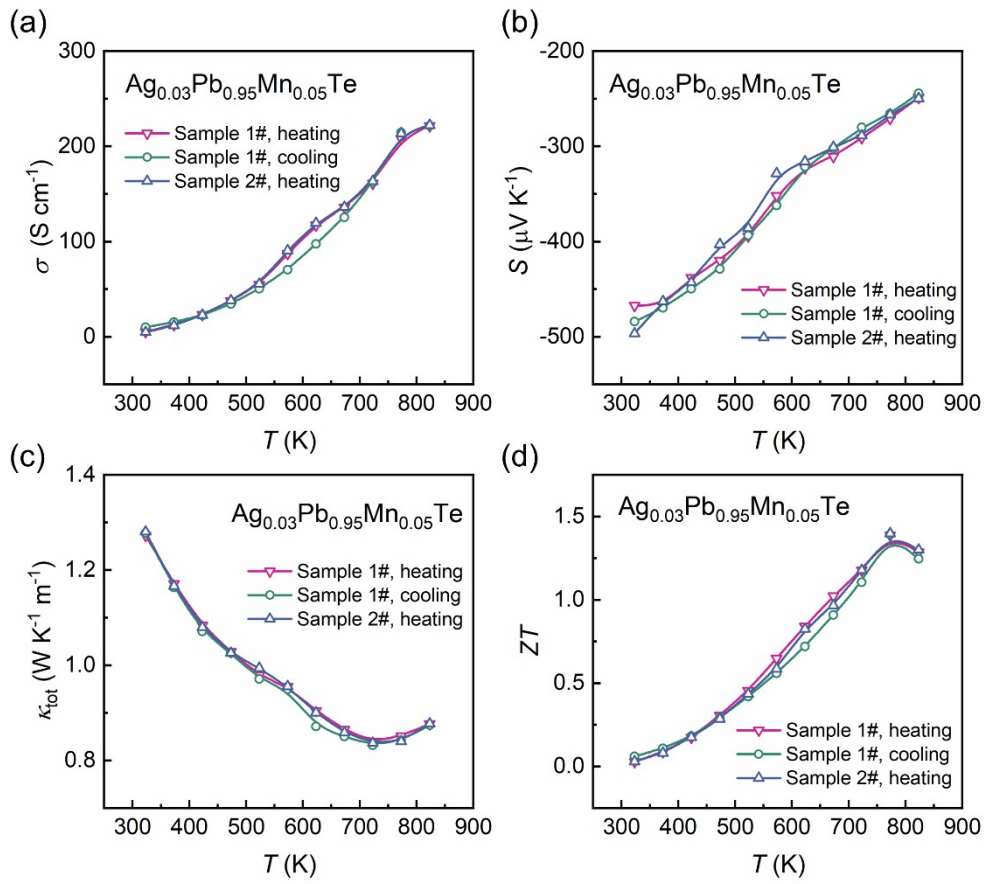 (a)
Ag0.03Pb0.95Mn0.05Te
Sample 1#, heating
Sample 1#, cooling
Sample 2#, heating
σ (S cm-1)
300
200
100
0
300 400 500 600 700 800 900
T (K)
(b)
Ag0.03Pb0.95Mn0.05Te
Sample 1#, heating
Sample 1#, cooling
Sample 2#, heating
S (μV K-1)
-200
-300
-400
-500
300 400 500 600 700 800 900
T (K)
(c)
Ag0.03Pb0.95Mn0.05Te
Sample 1#, heating
Sample 1#, cooling
Sample 2#, heating
κtot (W K-1 m-1)
1.4
1.2
1.0
0.8
300 400 500 600 700 800 900
T (K)
(d)
Ag0.03Pb0.95Mn0.05Te
Sample 1#, heating
Sample 1#, cooling
Sample 2#, heating
ZT
1.5
1.0
0.5
0.0
300 400 500 600 700 800 900
T (K)